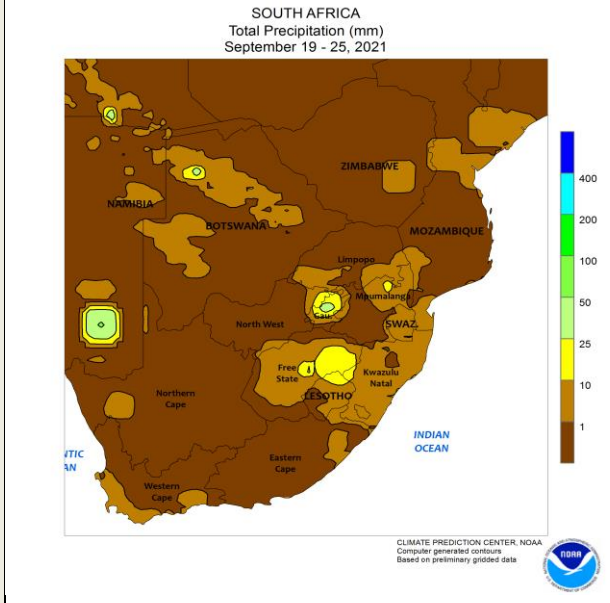 SOUTH AFRICA
Total Precipitation (mm)
September 19 - 25, 2021
ZIMBABWE
NAMIBIA
BOTSWANA
MOZAMBIQUE
Limpopo
Mpumalanga
Gau.
SWAZ.
North West
Free
State
Kwazulu
Natal
LESOTHO
Northern
Cape
Eastern
Cape
Western
Cape
NTIC
AN
INDIAN
OCEAN
400
200
100
50
25
10
1
CLIMATE PREDICTION CENTER, NOAA
Computer generated contours
Based on preliminary gridded data
NOAA